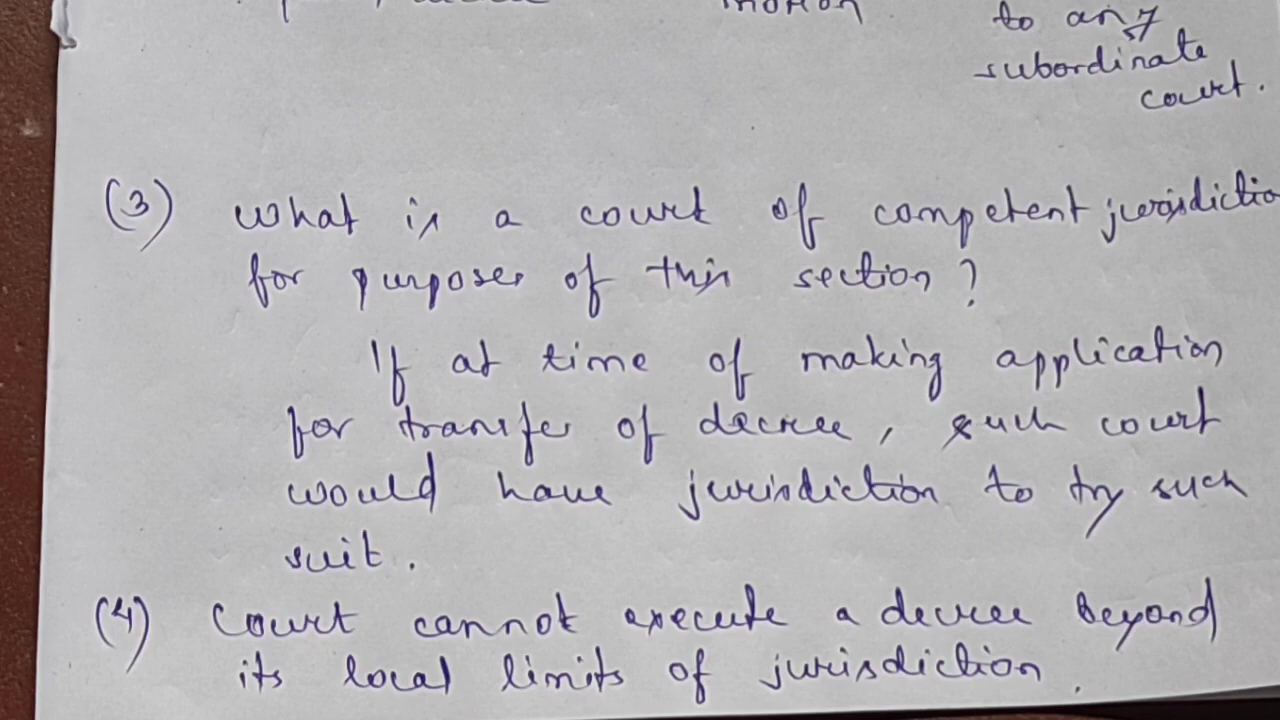 motion
to any
subordinate
court.
(3) What is a court of competent jurisdictio
for purposes of this section?
If at time of making application
for transfer of decree, such court
would have jurisdiction to try such
suit.
(4) Court cannot execute a decree Beyond
its local limits of jurisdiction.